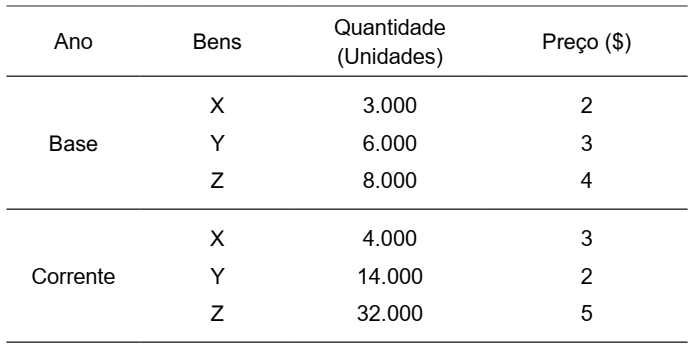 Ano Bens Quantidade (Unidades) Preço ($)
Base X 3.000 2
Y 6.000 3
Z 8.000 4
Corrente X 4.000 3
Y 14.000 2
Z 32.000 5